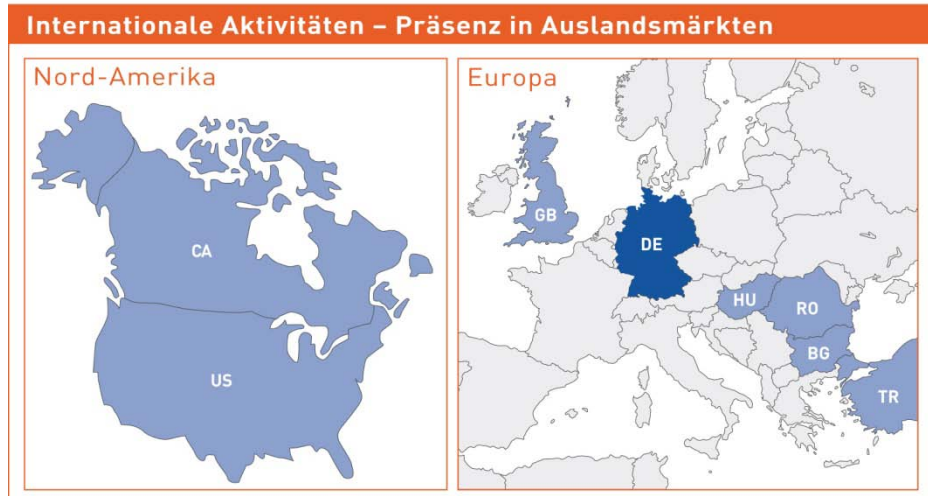 Internationale Aktivitäten – Präsenz in Auslandsmärkten
Nord-Amerika
CA
US
Europa
GB
DE
HU
RO
BG
TR